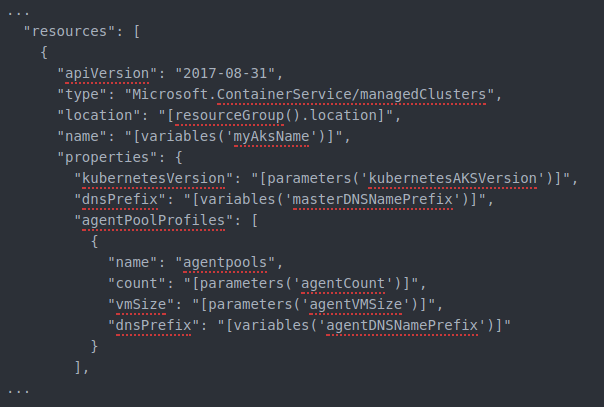 ...
"resources": [
{
"apiVersion": "2017-08-31",
"type": "Microsoft.ContainerService/managedClusters",
"location": "[resourceGroup().location]",
"name": "[variables('myAksName')]",
"properties": {
"kubernetesVersion": "[parameters('kubernetesAKSVersion')]",
"dnsPrefix": "[variables('masterDNSNamePrefix')]",
"agentPoolProfiles": [
{
"name": "agentpools",
"count": "[parameters('agentCount')]",
"vmSize": "[parameters('agentVMSize')]",
"dnsPrefix": "[variables('agentDNSNamePrefix')]"
}
],
...